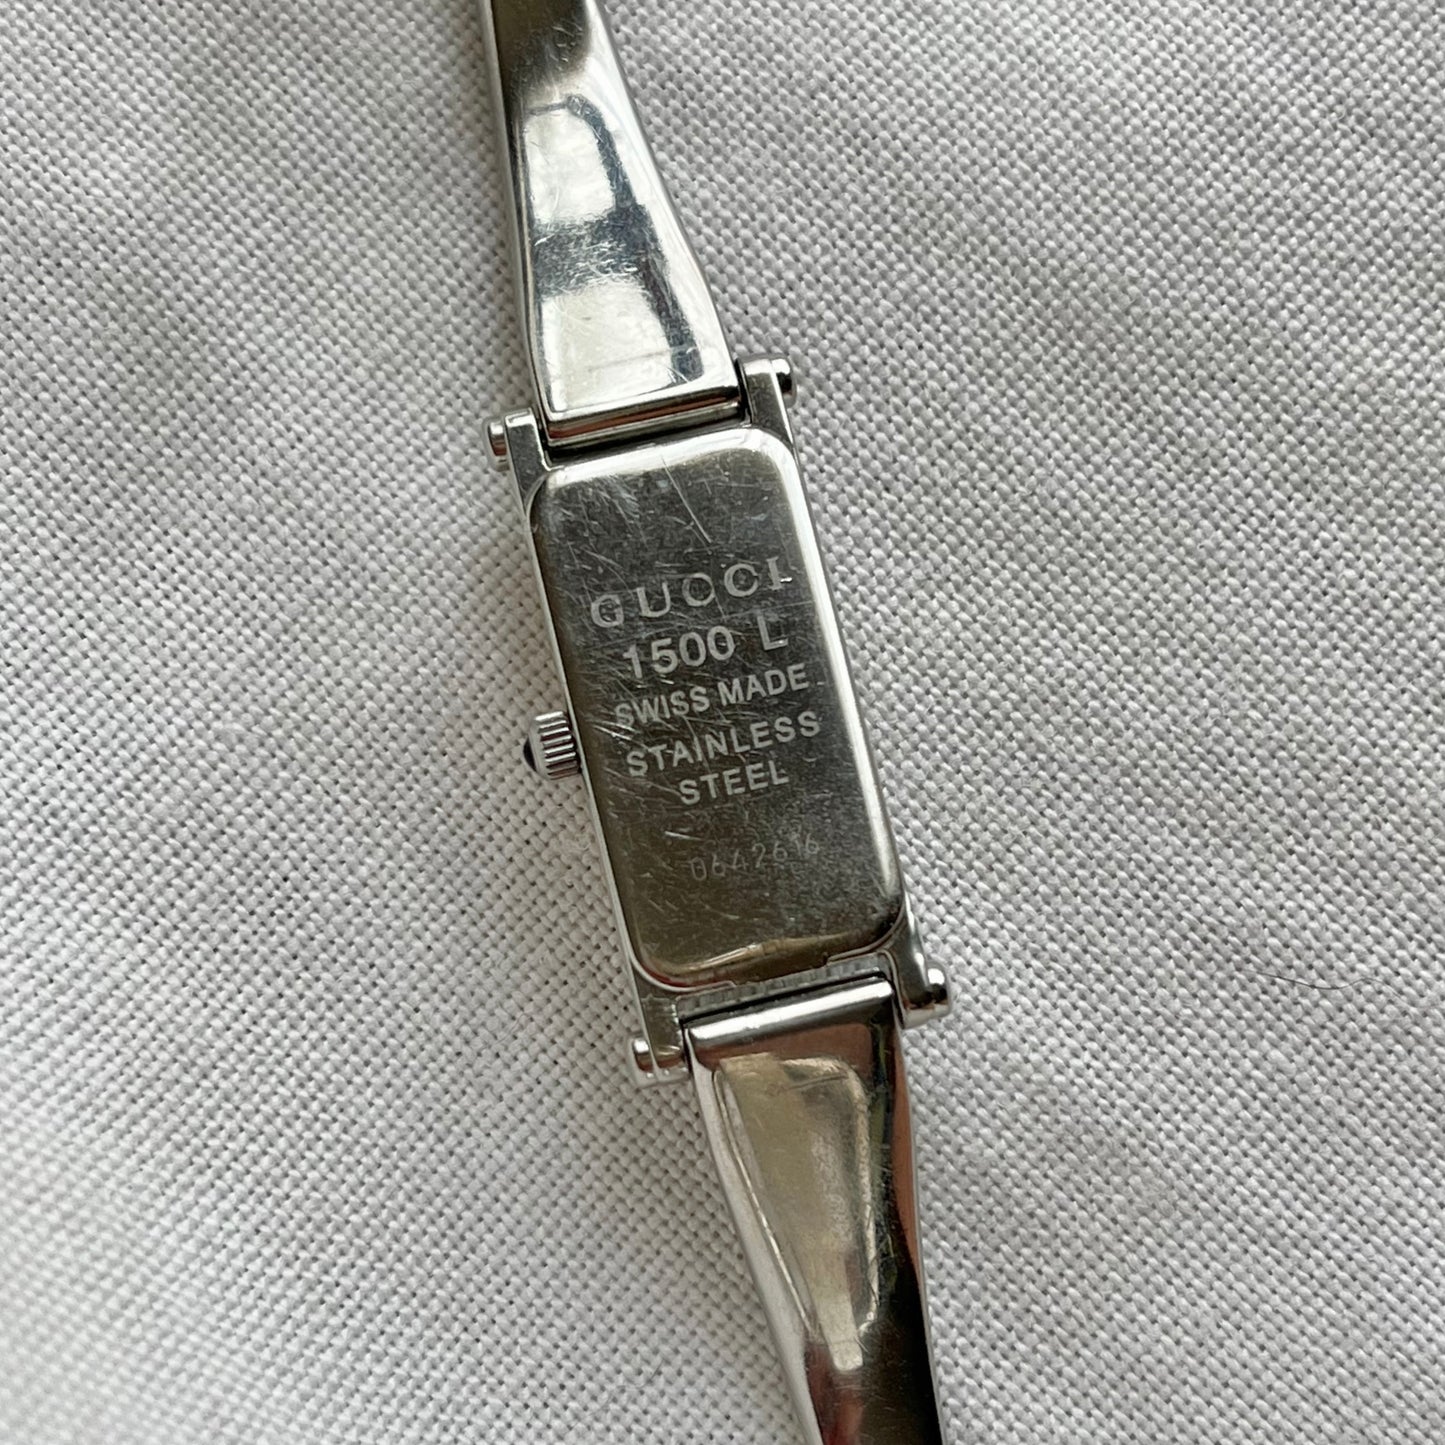 GUCCI
1500 L
SWISS MADE
STAINLESS
STEEL
0642616